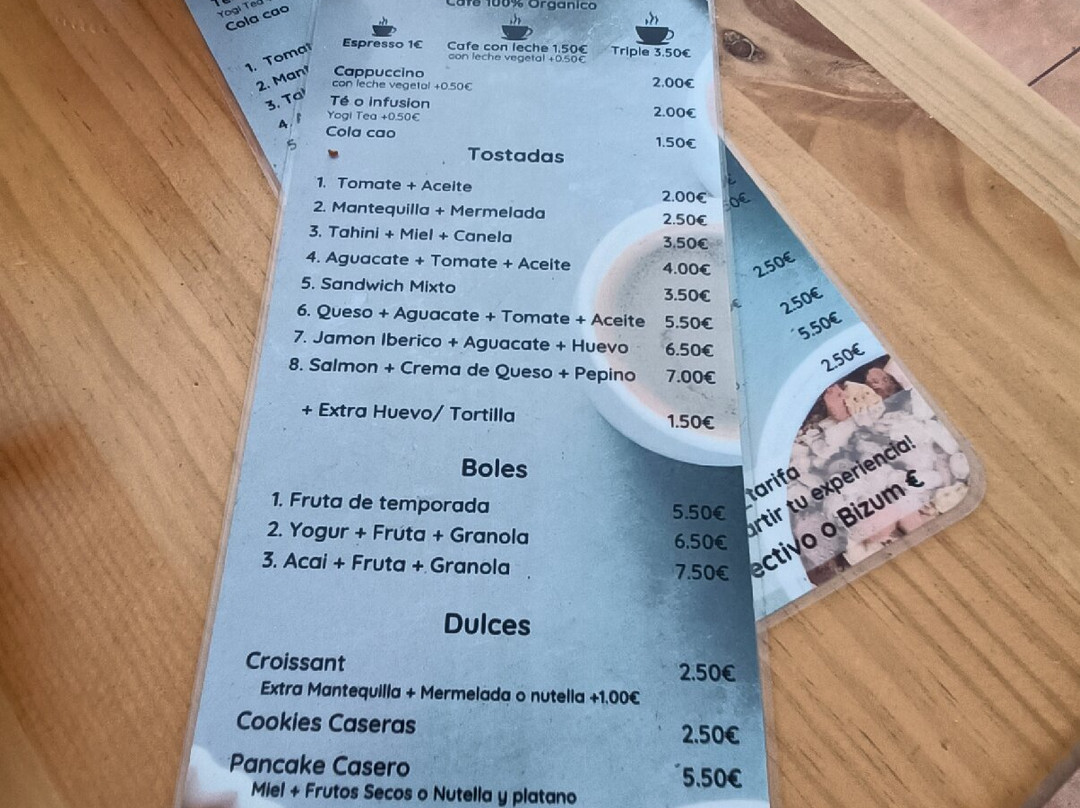 Yogi Tea
Cola cao
1. Tomat
2. Mant
3. Ta
4.
5
Cafe 100% Organico
Espresso 1€
Cafe con leche 1.50€
con leche vegetal +0.50€
Triple 3.50€
Cappuccino 2.00€
con leche vegetal +0.50€
Té o infusion 2.00€
Yogi Tea +0.50€
Cola cao 1.50€
Tostadas
1. Tomate + Aceite 2.00€
2. Mantequilla + Mermelada 2.50€
3. Tahini + Miel + Canela 3.50€
4. Aguacate + Tomate + Aceite 4.00€
5. Sandwich Mixto 3.50€
6. Queso + Aguacate + Tomate + Aceite 5.50€
7. Jamon Iberico + Aguacate + Huevo 6.50€
8. Salmon + Crema de Queso + Pepino 7.00€
+ Extra Huevo/ Tortilla 1.50€
Boles
1. Fruta de temporada 5.50€
2. Yogur + Fruta + Granola 6.50€
3. Acai + Fruta + Granola 7.50€
Dulces
Croissant 2.50€
Extra Mantequilla + Mermelada o nutella +1.00€
Cookies Caseras 2.50€
Pancake Casero 5.50€
Miel + Frutos Secos o Nutella y platano
2.50€
2.50€
5.50€
2.50€
tarifa
artir tu experiencia!
ectivo o Bizum €